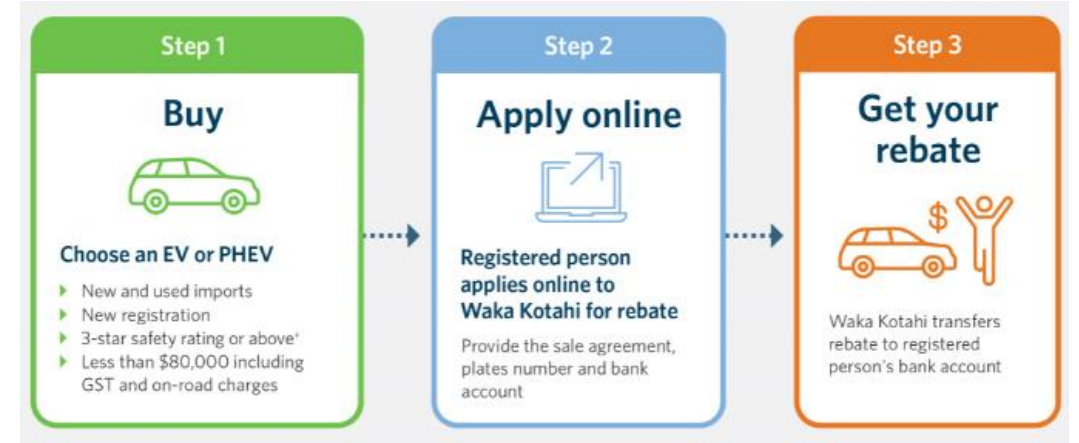 Step 1
Buy
Choose an EV or PHEV
New and used imports
New registration
3-star safety rating or above*
Less than $80,000 including
GST and on-road charges
Step 2
Apply online
Registered person
applies online to
Waka Kotahi for rebate
Provide the sale agreement,
plates number and bank
account
Step 3
Get your
rebate
$
Waka Kotahi transfers
rebate to registered
person's bank account